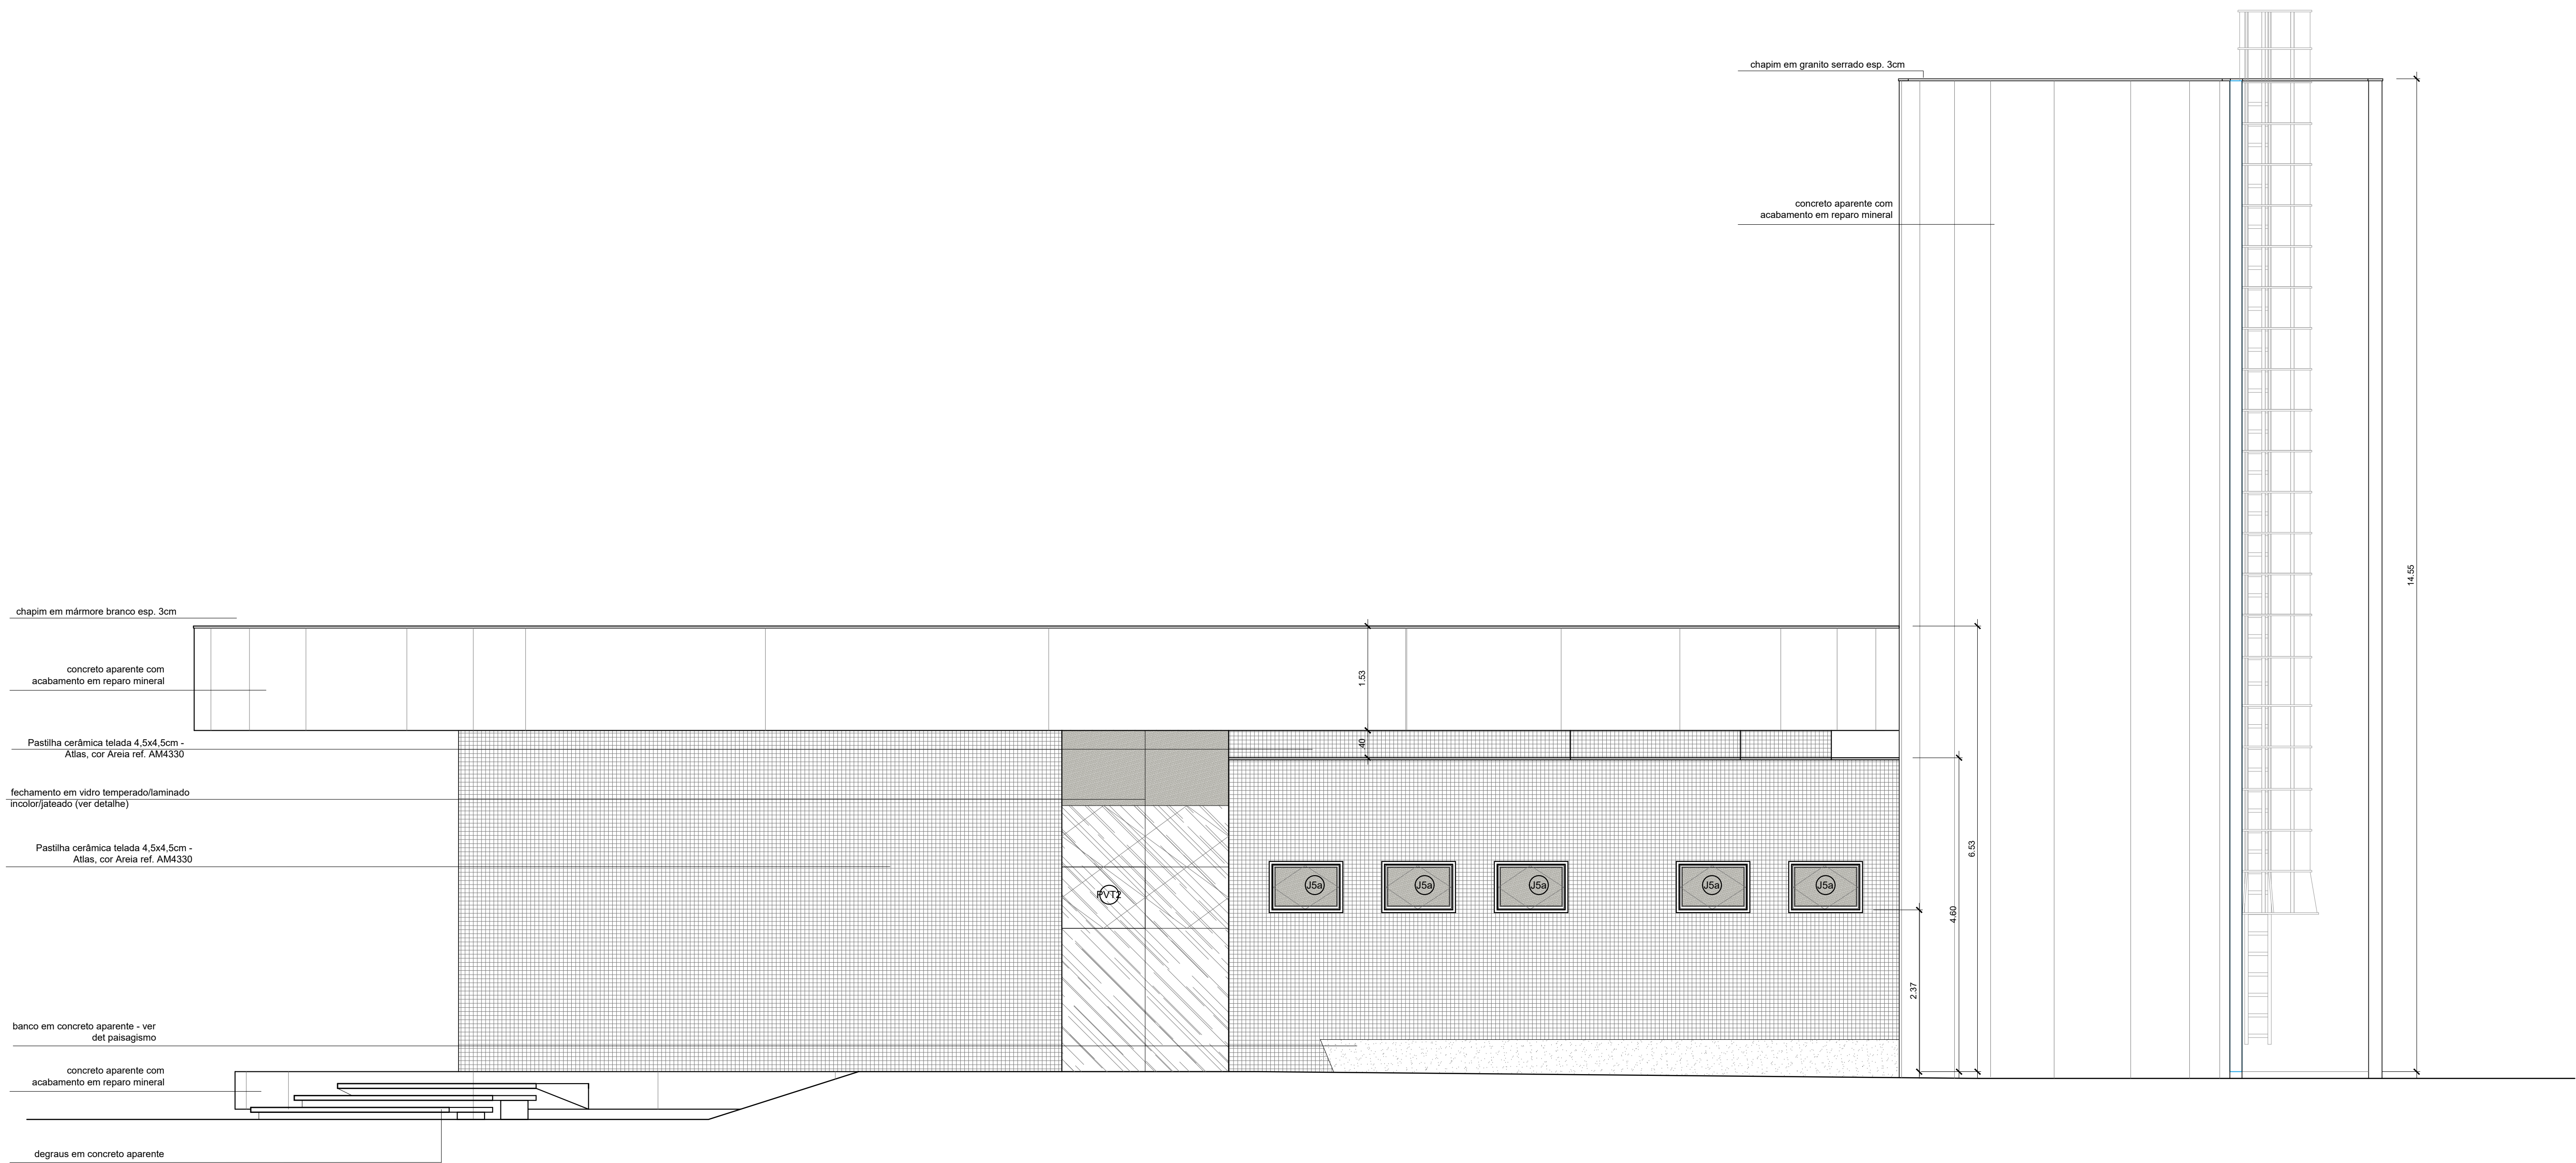 chapim em granito serrado esp. 3cm
concreto aparente com
acabamento em reparo mineral
14.55
chapim em mármore branco esp. 3cm
concreto aparente com
acabamento em reparo mineral
1.53
Pastilha cerâmica telada 4,5x4,5cm -
Atlas, cor Areia ref. AM4330
.40
fechamento em vidro temperado/laminado
incolor/jateado (ver detalhe)
Pastilha cerâmica telada 4,5x4,5cm -
Atlas, cor Areia ref. AM4330
6.53
PVT2
J5a
J5a
J5a
J5a
J5a
4.60
2.37
banco em concreto aparente - ver
det paisagismo
concreto aparente com
acabamento em reparo mineral
degraus em concreto aparente